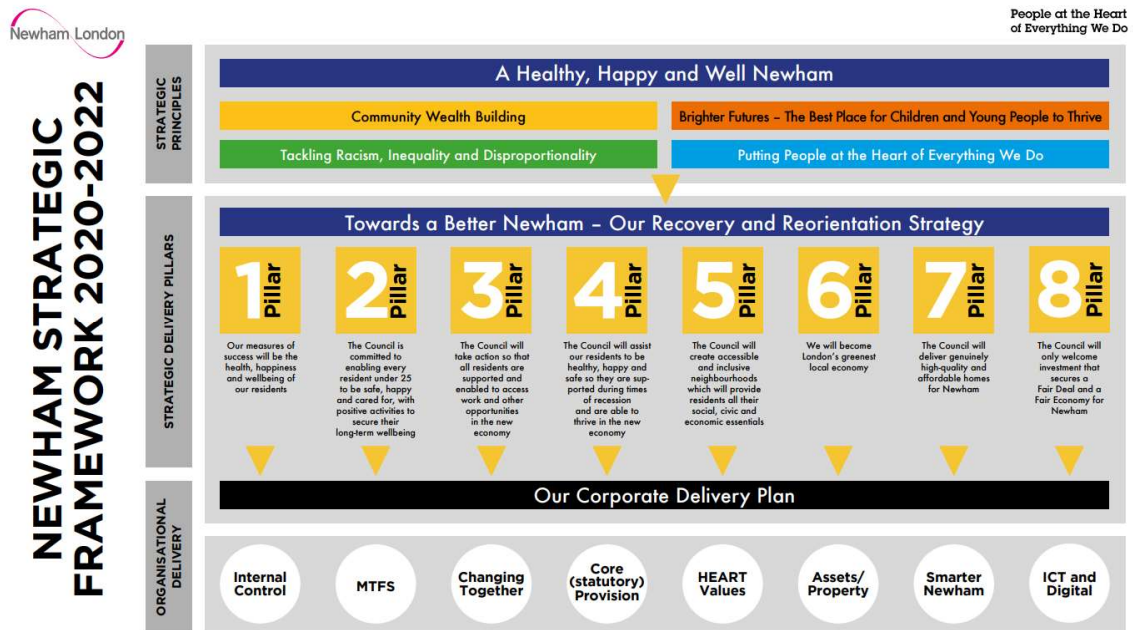 Newham London
People at the Heart
of Everything We Do
NEWHAM STRATEGIC
FRAMEWORK 2020-2022
STRATEGIC
PRINCIPLES
A Healthy, Happy and Well Newham
Community Wealth Building
Brighter Futures – The Best Place for Children and Young People to Thrive
Tackling Racism, Inequality and Disproportionality
Putting People at the Heart of Everything We Do
STRATEGIC DELIVERY PILLARS
Towards a Better Newham – Our Recovery and Reorientation Strategy
1 Pillar
Our measures of
success will be the
health, happiness
and wellbeing of
our residents
2 Pillar
The Council is
committed to
enabling every
resident under 25
to be safe, happy
and cared for, with
positive activities to
secure their
long-term wellbeing
3 Pillar
The Council will
take action so that
all residents are
supported and
enabled to access
work and other
opportunities
in the new
economy
4 Pillar
The Council will assist
our residents to be
healthy, happy and
safe so they are sup-
ported during times
of recession
and are able to
thrive in the new
economy
5 Pillar
The Council will
create accessible
and inclusive
neighbourhoods
which will provide
residents all their
social, civic and
economic essentials
6 Pillar
We will become
London's greenest
local economy
7 Pillar
The Council will
deliver genuinely
high-quality and
affordable homes
for Newham
8 Pillar
The Council will
only welcome
investment that
secures a
Fair Deal and a
Fair Economy for
Newham
Our Corporate Delivery Plan
ORGANISATIONAL
DELIVERY
Internal
Control
MTFS
Changing
Together
Core
(statutory)
Provision
HEART
Values
Assets/
Property
Smarter
Newham
ICT and
Digital